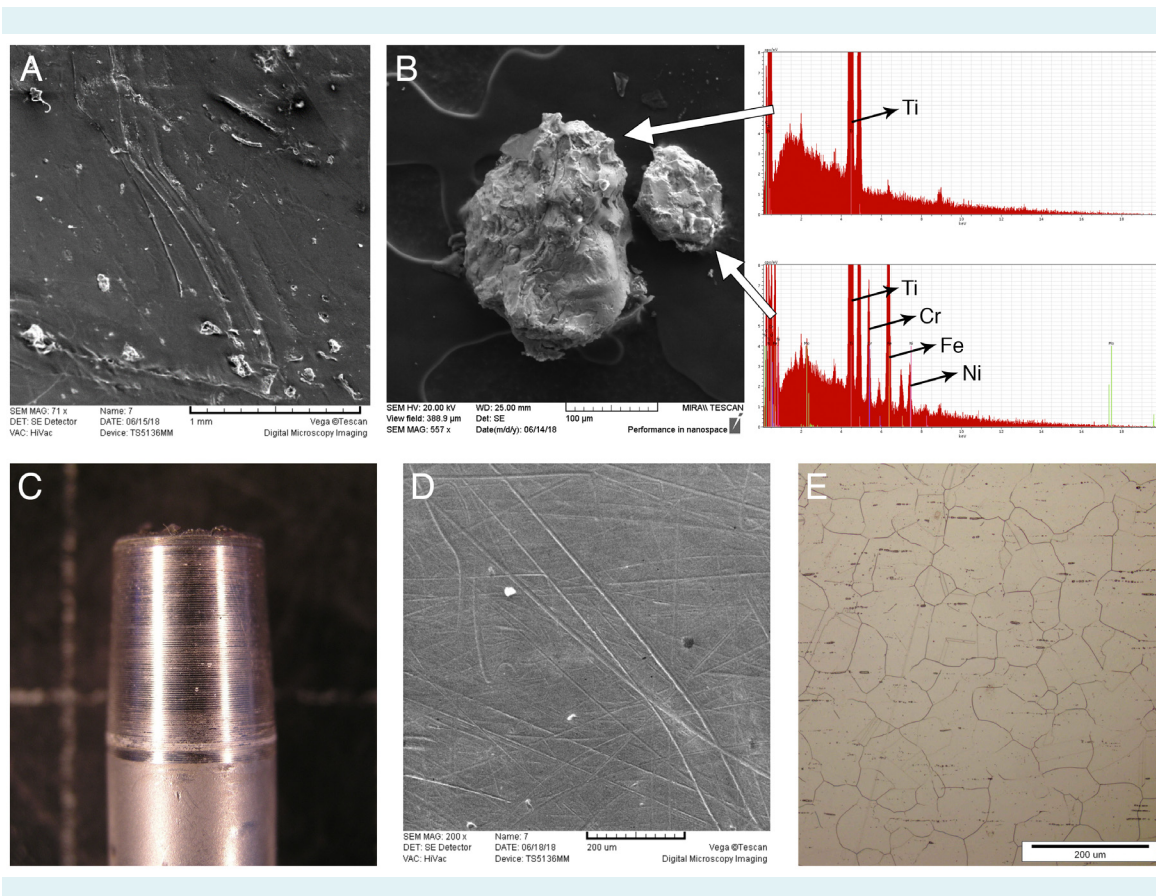 A
SEM MAG: 71 x
Name: 7
DET: SE Detector
DATE: 06/15/18
VAC: HiVac
Device: TS5136MM
1 mm
Vega ©Tescan
Digital Microscopy Imaging
B
SEM HV: 20.00 kV
WD: 25.00 mm
View field: 388.9 µm
Det: SE
SEM MAG: 557 x
Date(m/d/y): 06/14/18
100 µm
MIRA\\ TESCAN
Performance in nanospace
Ti
Ti
Cr
Fe
Ni
C
D
SEM MAG: 200 x
Name: 7
DET: SE Detector
DATE: 06/18/18
VAC: HiVac
Device: TS5136MM
200 um
Vega ©Tescan
Digital Microscopy Imaging
E
200 um